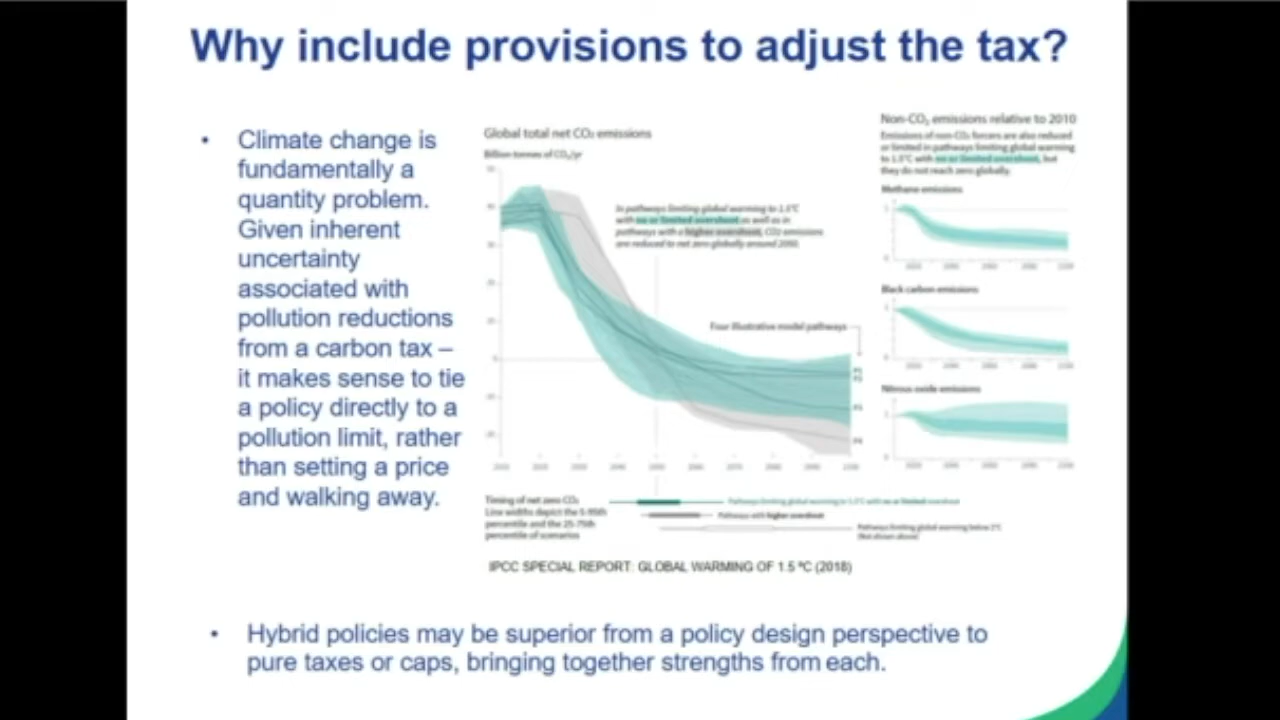 Why include provisions to adjust the tax?
• Climate change is
fundamentally a
quantity problem.
Given inherent
uncertainty
associated with
pollution reductions
from a carbon tax –
it makes sense to tie
a policy directly to a
pollution limit, rather
than setting a price
and walking away.
Global total net CO₂ emissions
Billion tonnes of CO₂/yr
In pathways limiting global warming to 1.5°C
with no or limited overshoot as well as in
pathways with a higher overshoot, CO2 emissions
are reduced to net zero globally around 2050.
Four illustrative model pathways
Non-CO₂ emissions relative to 2010
Emissions of non-CO₂ forcers are also reduced
or limited in pathways limiting global warming
to 1.5°C with no or limited overshoot, but
they do not reach zero globally.
Methane emissions
Black carbon emissions
Nitrous oxide emissions
Timing of net zero CO₂
Line widths depict the 5-95th
percentile and the 25-75th
percentile of scenarios
Pathways limiting global warming to 1.5°C with no or limited overshoot
Pathways with higher overshoot
Pathways limiting global warming below 2°C
(Not shown above)
IPCC SPECIAL REPORT: GLOBAL WARMING OF 1.5 ºC (2018)
• Hybrid policies may be superior from a policy design perspective to
pure taxes or caps, bringing together strengths from each.